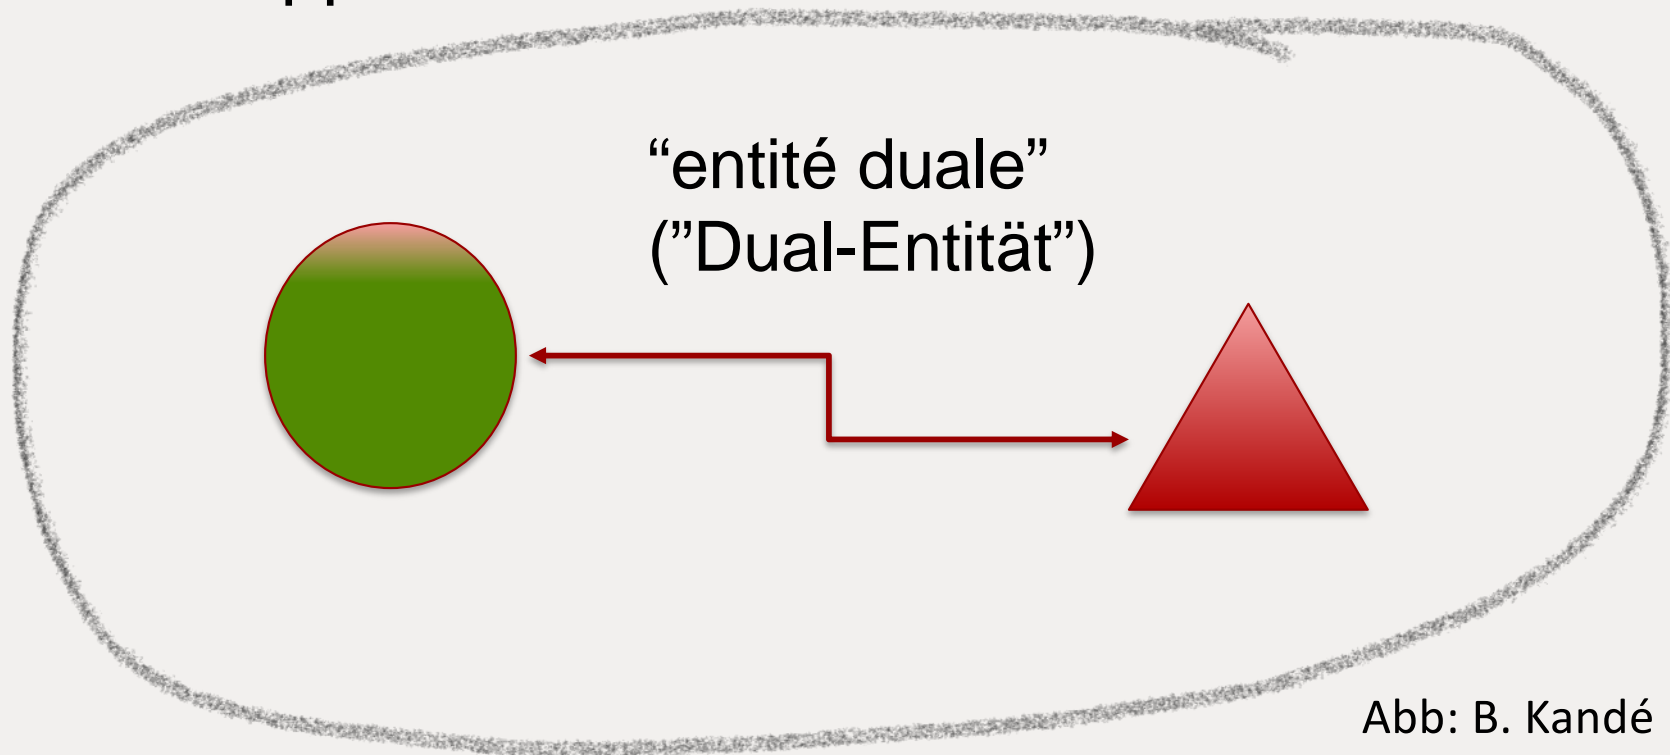 “entité duale”
(”Dual-Entität”)
Abb: B. Kandé